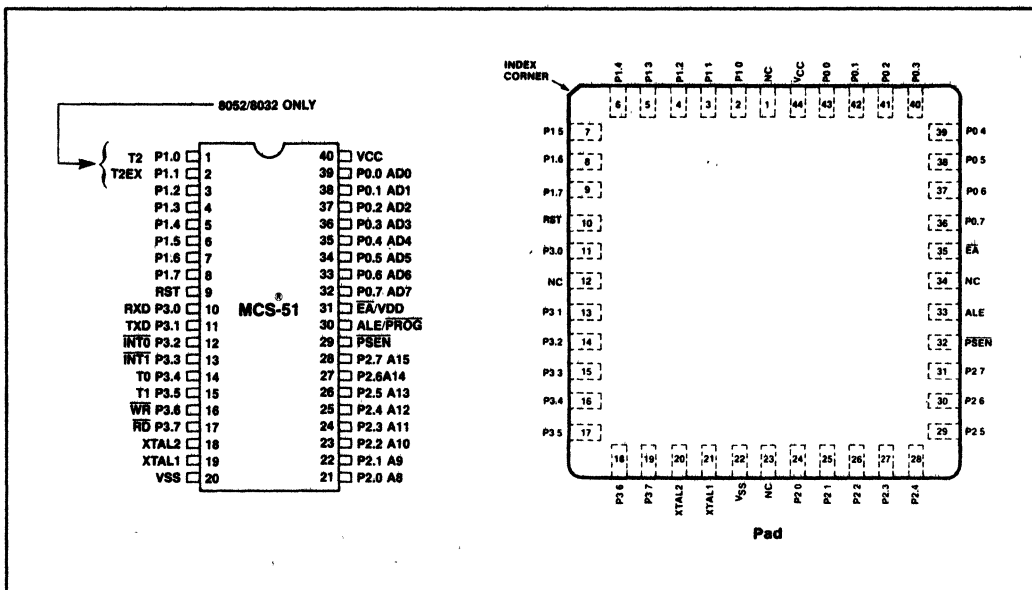 8052/8032 ONLY
T2 P1.0 1
T2EX P1.1 2
P1.2 3
P1.3 4
P1.4 5
P1.5 6
P1.6 7
P1.7 8
RST 9
RXD P3.0 10
TXD P3.1 11
INT0 P3.2 12
INT1 P3.3 13
T0 P3.4 14
T1 P3.5 15
WR P3.6 16
RD P3.7 17
XTAL2 18
XTAL1 19
VSS 20
MCS®-51
40 VCC
39 P0.0 AD0
38 P0.1 AD1
37 P0.2 AD2
36 P0.3 AD3
35 P0.4 AD4
34 P0.5 AD5
33 P0.6 AD6
32 P0.7 AD7
31 EA/VDD
30 ALE/PROG
29 PSEN
28 P2.7 A15
27 P2.6A14
26 P2.5 A13
25 P2.4 A12
24 P2.3 A11
23 P2.2 A10
22 P2.1 A9
21 P2.0 A8
INDEX
CORNER
P1.4 P1 3 P1.2 P1 1 P1 0 NC VCC P0 0 P0.1 P0 2 P0.3
6 5 4 3 2 1 44 43 42 41 40
P1 5 7
P1.6 8
P1.7 9
RST 10
P3.0 11
NC 12
P3 1 13
P3.2 14
P3 3 15
P3.4 16
P3 5 17
39 P0 4
38 P0 5
37 P0 6
36 P0.7
35 EA
34 NC
33 ALE
32 PSEN
31 P2 7
30 P2 6
29 P2 5
18 19 20 21 22 23 24 25 26 27 28
P3 6 P3 7 XTAL2 XTAL1 VSS NC P2 0 P2 1 P2 2 P2.3 P2.4
Pad